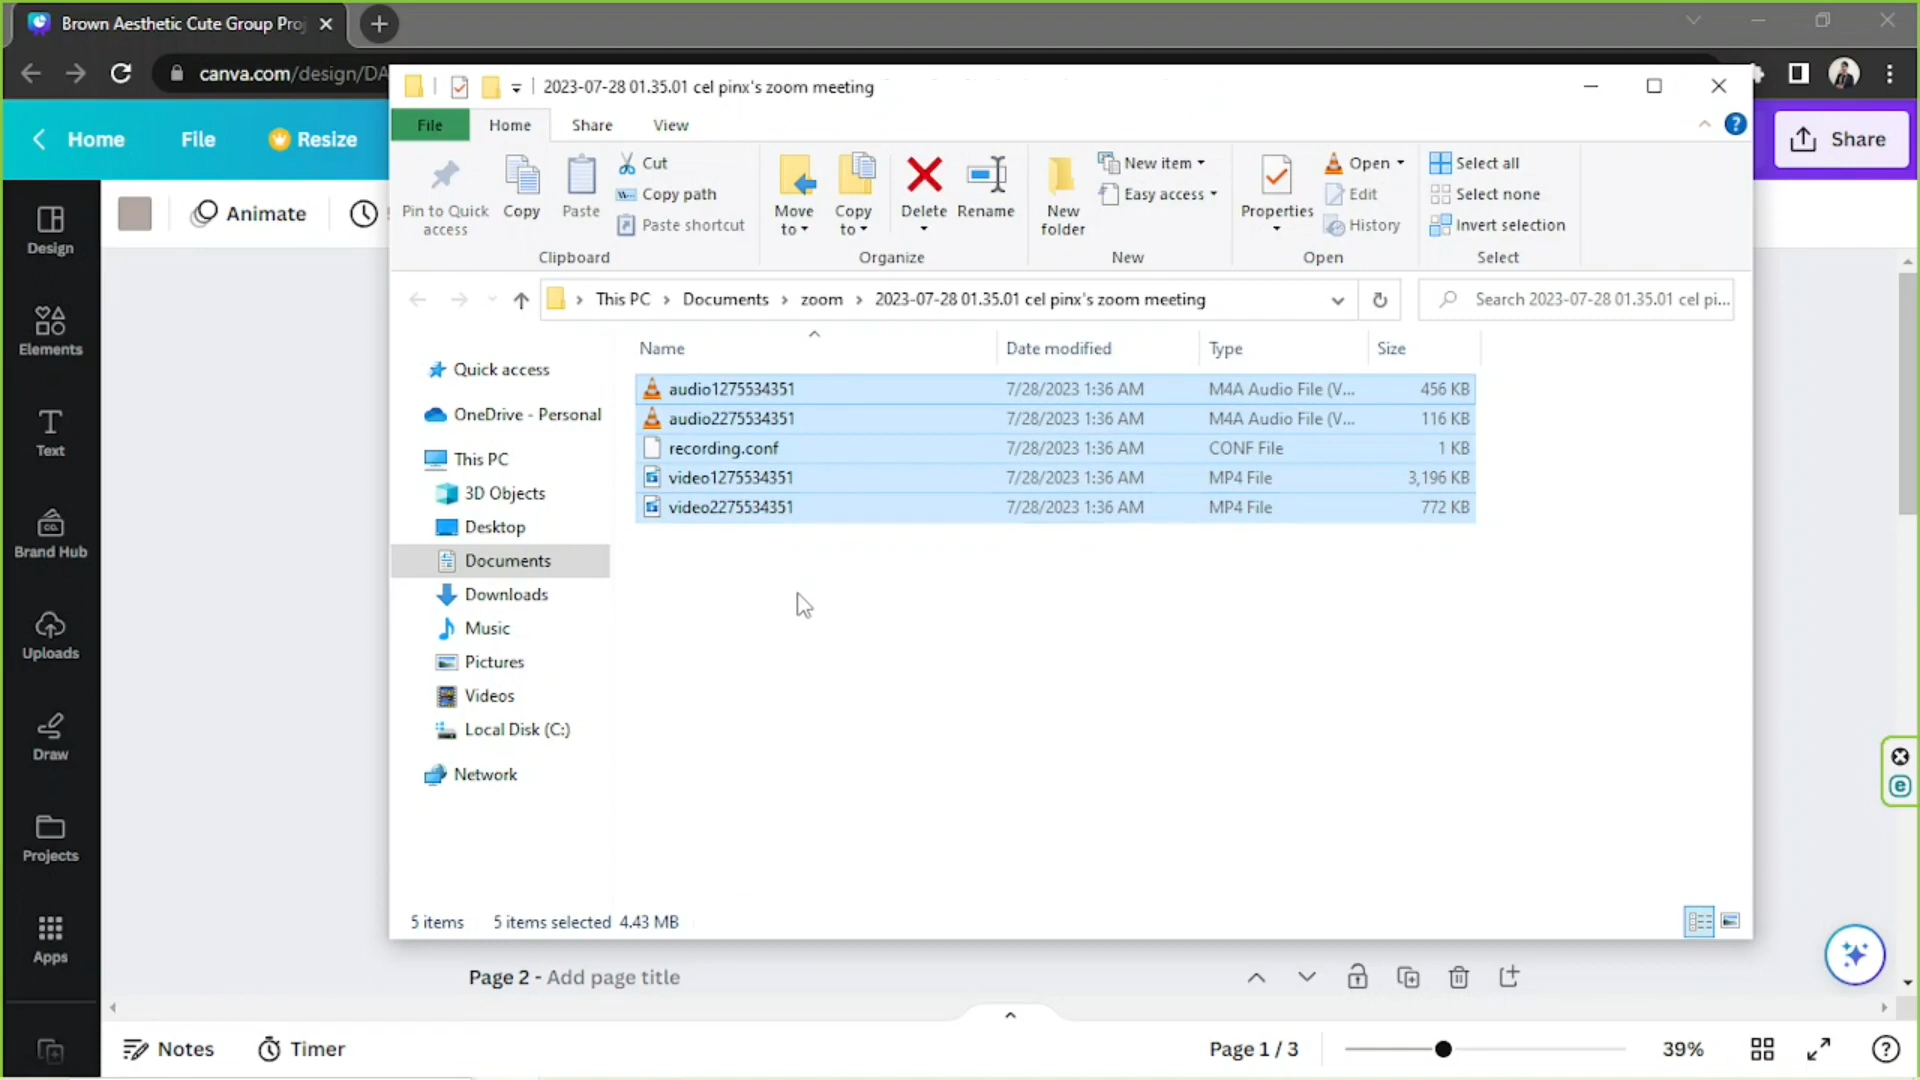 Brown Aesthetic Cute Group Proj
canva.com/design/DA
2023-07-28 01.35.01 cel pinx's zoom meeting
File Home Share View
Home File Resize Share
Pin to Quick access
Copy
Paste
Cut
Copy path
Paste shortcut
Clipboard
Move to
Copy to
Delete
Rename
Organize
New folder
New item
Easy access
New
Properties
Open
Edit
History
Open
Select all
Select none
Invert selection
Select
Animate
This PC > Documents > zoom > 2023-07-28 01.35.01 cel pinx's zoom meeting
Search 2023-07-28 01.35.01 cel pi...
Name Date modified Type Size
audio1275534351 7/28/2023 1:36 AM M4A Audio File (V... 456 KB
audio2275534351 7/28/2023 1:36 AM M4A Audio File (V... 116 KB
recording.conf 7/28/2023 1:36 AM CONF File 1 KB
video1275534351 7/28/2023 1:36 AM MP4 File 3,196 KB
video2275534351 7/28/2023 1:36 AM MP4 File 772 KB
Quick access
OneDrive - Personal
This PC
3D Objects
Desktop
Documents
Downloads
Music
Pictures
Videos
Local Disk (C:)
Network
5 items 5 items selected 4.43 MB
Design
Elements
Text
CO.
Brand Hub
Uploads
Draw
Projects
Apps
Page 2 - Add page title
Notes Timer Page 1 / 3 39%